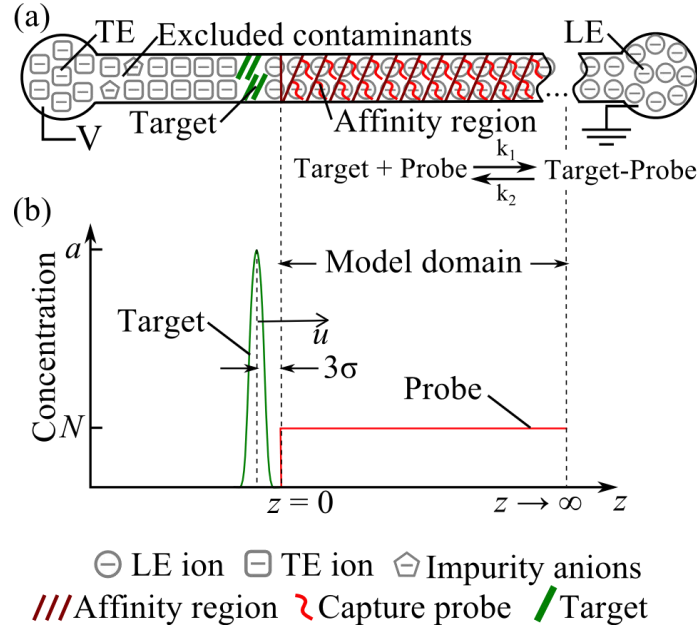 (a)
TE
Excluded contaminants
LE
V
Target
Affinity region
...
k₁
Target + Probe
Target-Probe
k₂
(b)
a
Model domain
Target
u
3σ
Concentration
Probe
N
z = 0
z → ∞
z
LE ion
TE ion
Impurity anions
Affinity region
Capture probe
Target